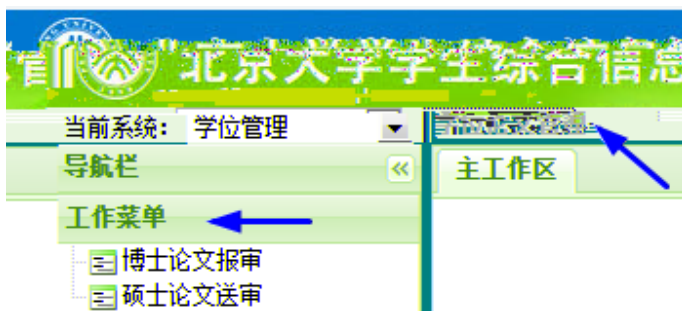 北京大学学生综合信息
当前系统： 学位管理
导航栏
主工作区
工作菜单
博士论文报审
硕士论文送审